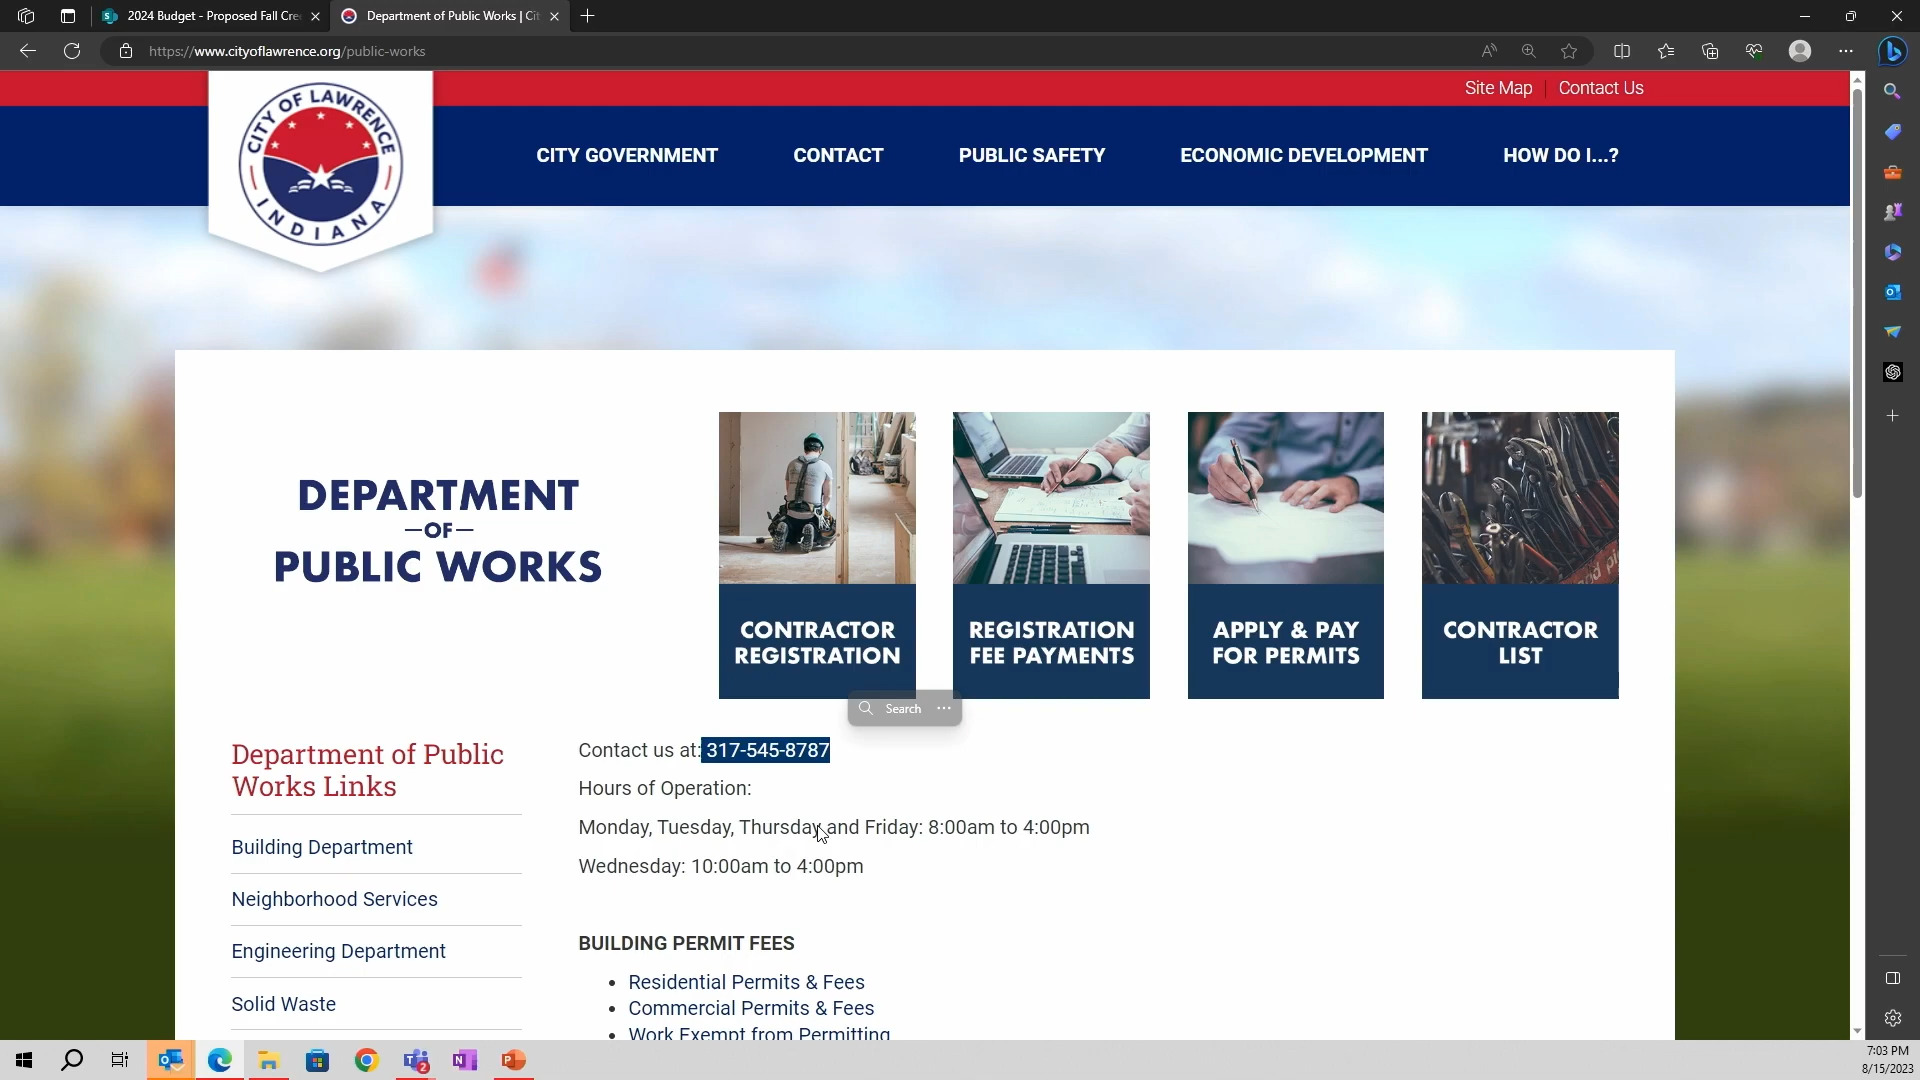 2024 Budget - Proposed Fall Cre
Department of Public Works | Cit
https://www.cityoflawrence.org/public-works
Site Map
Contact Us
CITY OF LAWRENCE
INDIANA
CITY GOVERNMENT
CONTACT
PUBLIC SAFETY
ECONOMIC DEVELOPMENT
HOW DO I...?
DEPARTMENT
—OF—
PUBLIC WORKS
CONTRACTOR
REGISTRATION
REGISTRATION
FEE PAYMENTS
APPLY & PAY
FOR PERMITS
CONTRACTOR
LIST
Search
Department of Public
Works Links
Building Department
Neighborhood Services
Engineering Department
Solid Waste
Contact us at: 317-545-8787
Hours of Operation:
Monday, Tuesday, Thursday and Friday: 8:00am to 4:00pm
Wednesday: 10:00am to 4:00pm
BUILDING PERMIT FEES
• Residential Permits & Fees
• Commercial Permits & Fees
• Work Exempt from Permitting
7:03 PM
8/15/2023